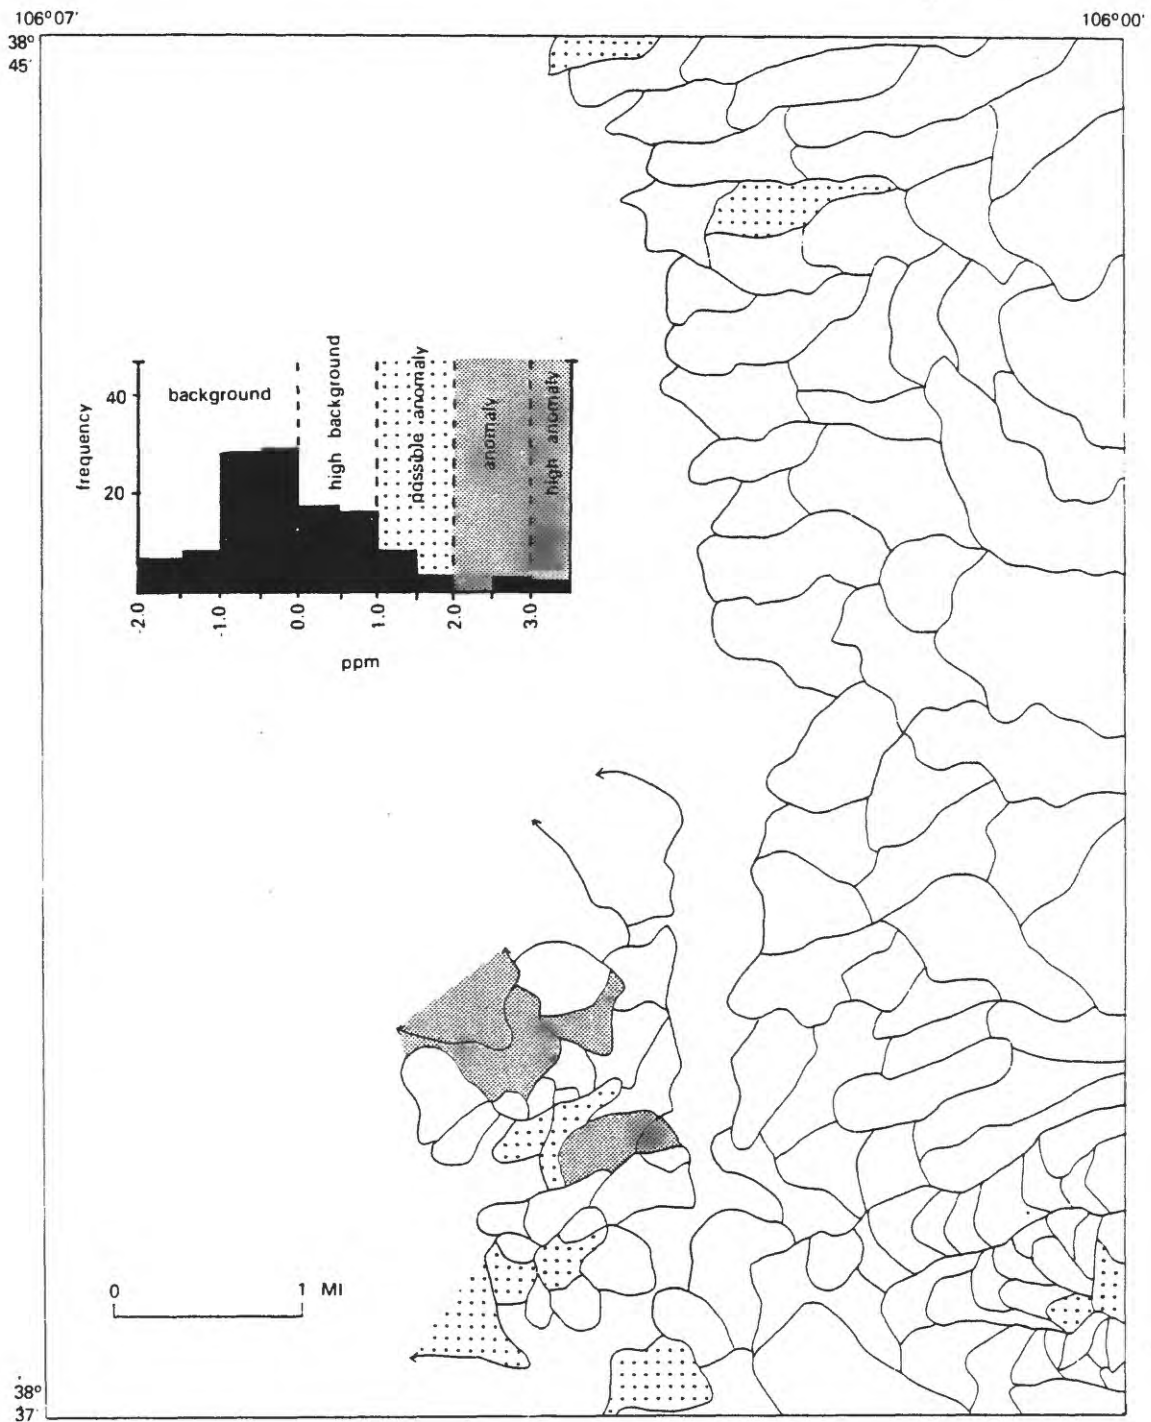 106°07'
106°00'
38°
45'
background
high background
possible anomaly
anomaly
high anomaly
frequency
40
20
-2.0
-1.0
0.0
1.0
2.0
3.0
ppm
0 1 MI
38°
37'